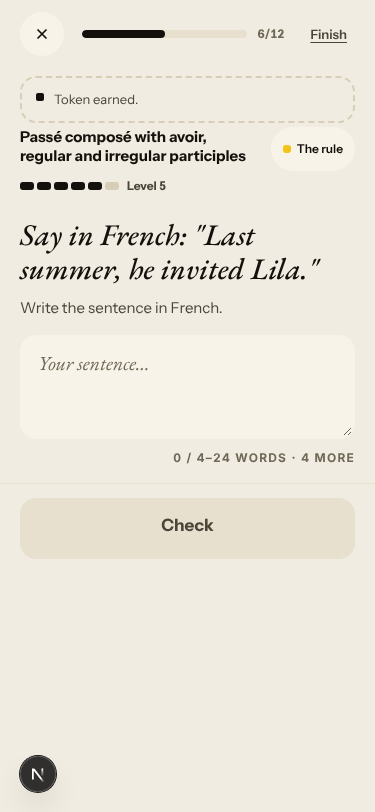 ✕ 6/12 Finish
Token earned.
Passé composé avec avoir,
regular and irregular participles
The rule
Level 5
Say in French: "Last
summer, he invited Lila."
Write the sentence in French.
Your sentence...
0 / 4–24 WORDS · 4 MORE
Check
N